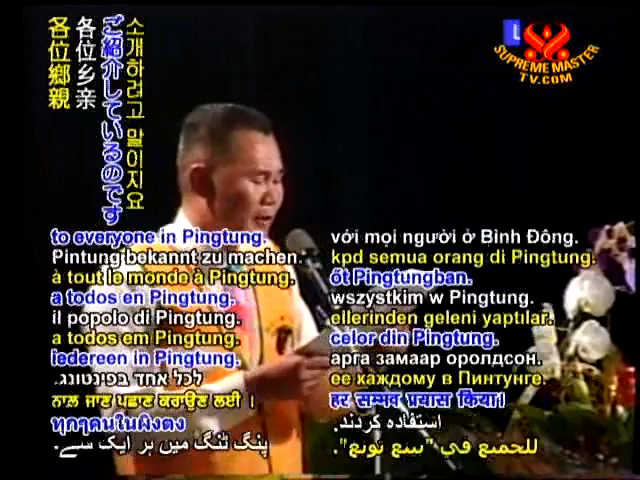 소개하려고 말이지요
ご紹介しているのです
各位乡亲
各位鄉親
SUPREME MASTER
TV.COM
to everyone in Pingtung.
Pintung bekannt zu machen.
à tout le monde à Pingtung.
a todos en Pingtung.
il popolo di Pingtung.
a todos em Pingtung.
iedereen in Pingtung.
לכל אחד בפינטונג.
ਨਾਲ ਜਾਣ ਪਛਾਣ ਕਰਾਉਣ ਲਈ ।
ทุกๆคนในผิงตง
پنگ ٹنگ میں ہر ایک سے.
với mọi người ở Bình Đông.
kpd semua orang di Pingtung.
őt Pingtungban.
wszystkim w Pingtung.
ellerinden geleni yaptılar.
celor din Pingtung.
арга замаар оролдсон.
ее каждому в Пинтунге.
हर सम्भव प्रयास किया।
استفاده کردند.
للجميع في "بينغ تونغ".